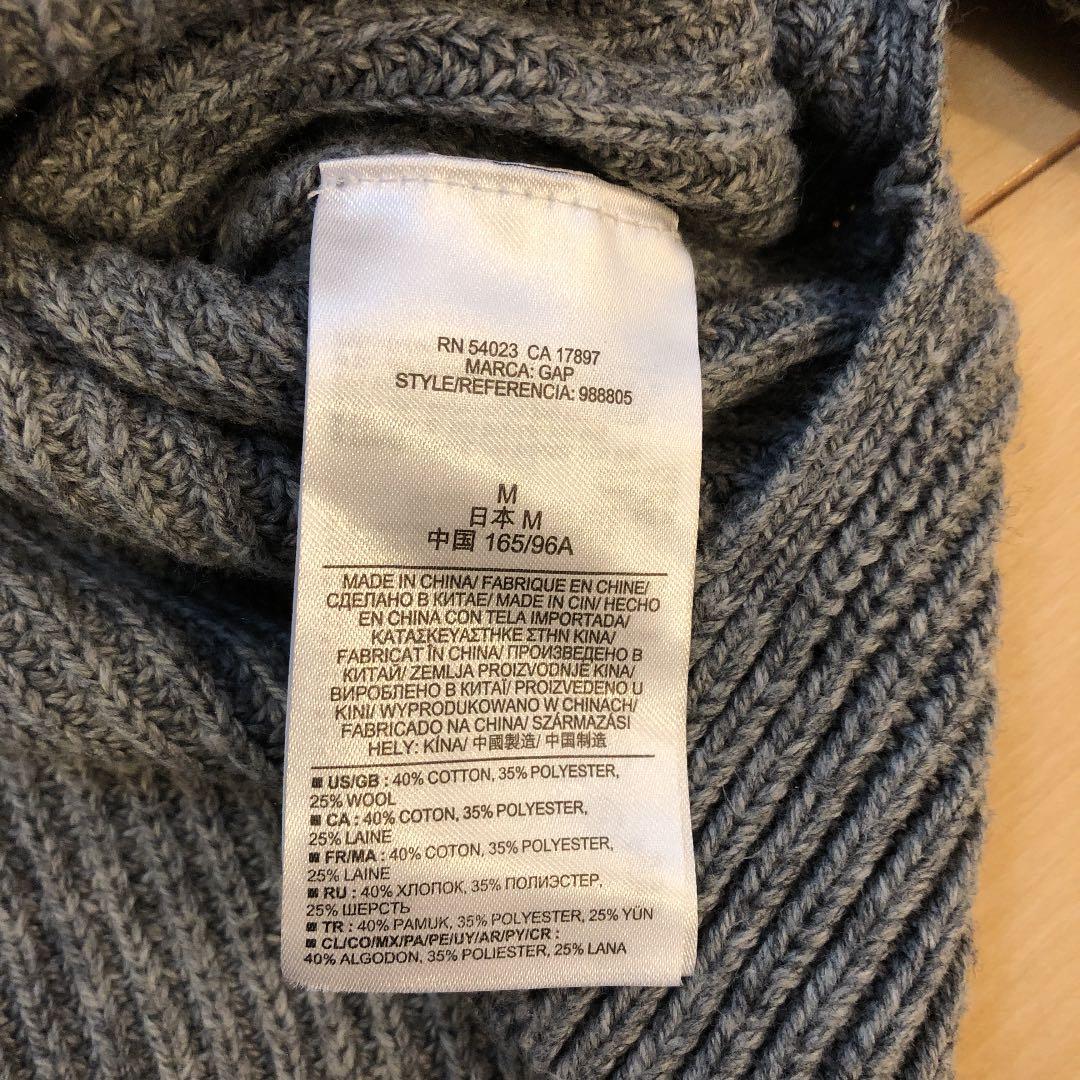 RN 54023 CA 17897
MARCA: GAP
STYLE/REFERENCIA: 988805
M
日本 M
中国 165/96A
MADE IN CHINA/ FABRIQUE EN CHINE/
СДЕЛАНО В КИТАЕ/ MADE IN CIN/ HECHO
EN CHINA CON TELA IMPORTADA/
ΚΑΤΑΣΚΕΥΑΣΤΗΚΕ ΣΤΗΝ ΚΙΝΑ/
FABRICAT ÎN CHINA/ ПРОИЗВЕДЕНО В
КИТАЙ/ ZEMLJA PROIZVODNJE KINA/
ВИРОБЛЕНО В КИТАЇ/ PROIZVEDENO U
KINI/ WYPRODUKOWANO W CHINACH/
FABRICADO NA CHINA/ SZÁRMAZÁSI
HELY: KÍNA/ 中國製造/ 中国制造
US/GB : 40% COTTON, 35% POLYESTER,
25% WOOL
CA : 40% COTON, 35% POLYESTER,
25% LAINE
FR/MA : 40% COTON, 35% POLYESTER,
25% LAINE
RU : 40% ХЛОПОК, 35% ПОЛИЭСТЕР,
25% ШЕРСТЬ
TR : 40% PAMUK, 35% POLYESTER, 25% YÜN
CL/CO/MX/PA/PE/UY/AR/PY/CR :
40% ALGODON, 35% POLIESTER, 25% LANA